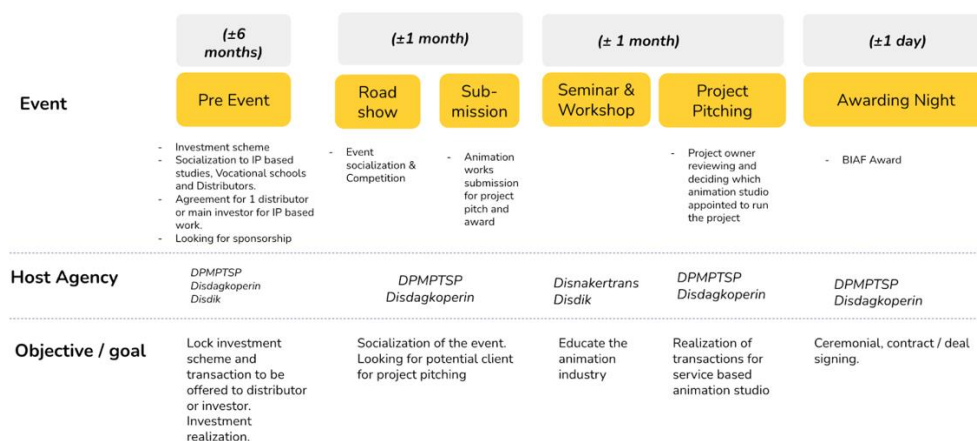 (±6
months)
(±1 month)
(± 1 month)
(±1 day)
Event
Pre Event
Road
show
Sub-
mission
Seminar &
Workshop
Project
Pitching
Awarding Night
- Investment scheme
- Socialization to IP based
studies, Vocational schools
and Distributors.
- Agreement for 1 distributor
or main investor for IP based
work.
- Looking for sponsorship
- Event
socialization &
Competition
- Animation
works
submission
for project
pitch and
award
- Project owner
reviewing and
deciding which
animation studio
appointed to run
the project
- BIAF Award
Host Agency
DPMPTSP
Disdagkoperin
Disdik
DPMPTSP
Disdagkoperin
Disnakertrans
Disdik
DPMPTSP
Disdagkoperin
DPMPTSP
Disdagkoperin
Objective / goal
Lock investment
scheme and
transaction to be
offered to distributor
or investor.
Investment
realization.
Socialization of the event.
Looking for potential client
for project pitching
Educate the
animation
industry
Realization of
transactions for
service based
animation studio
Ceremonial, contract / deal
signing.